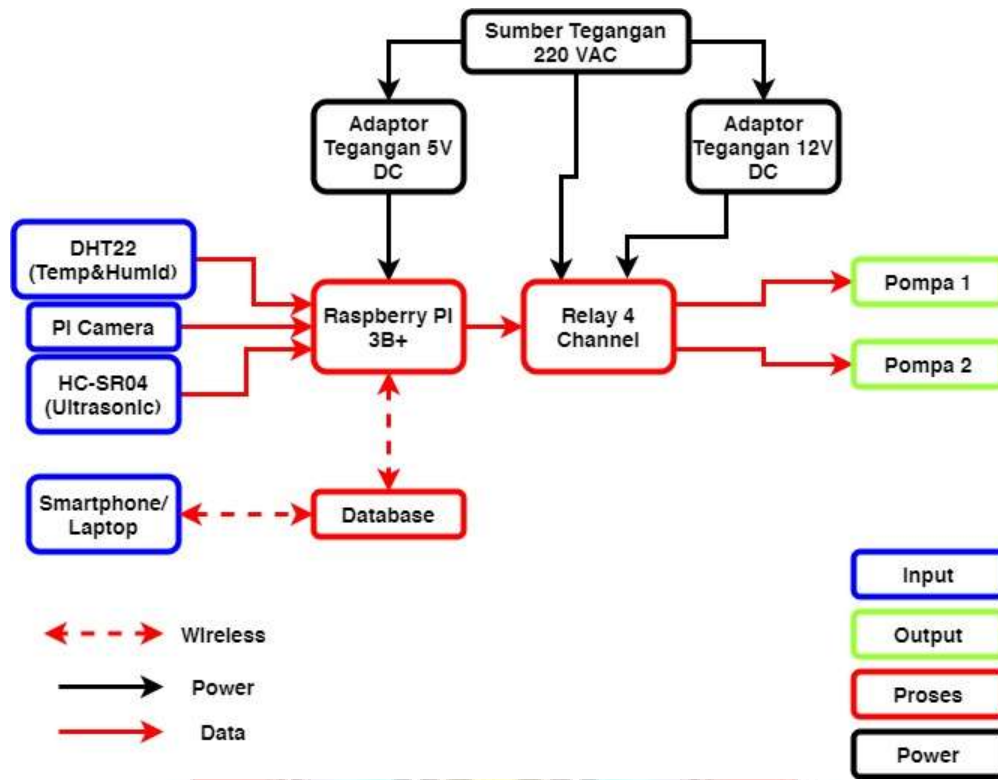 Sumber Tegangan
220 VAC
Adaptor
Tegangan 5V
DC
Adaptor
Tegangan 12V
DC
DHT22
(Temp&Humid)
PI Camera
HC-SR04
(Ultrasonic)
Raspberry PI
3B+
Relay 4
Channel
Pompa 1
Pompa 2
Smartphone/
Laptop
Database
Input
Output
Proses
Power
Wireless
Power
Data